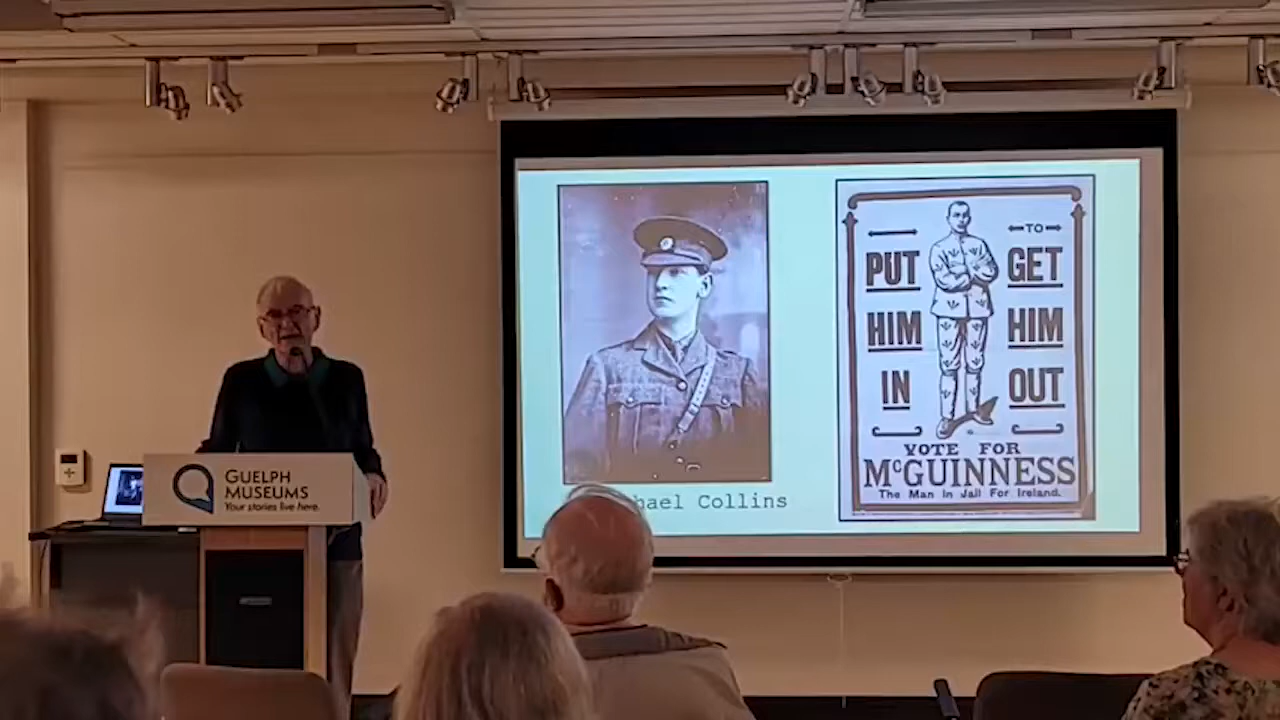 GUELPH
MUSEUMS
Your stories live here.
Collins
PUT
HIM
IN
TO
GET
HIM
OUT
VOTE FOR
McGUINNESS
The Man in Jail For Ireland.